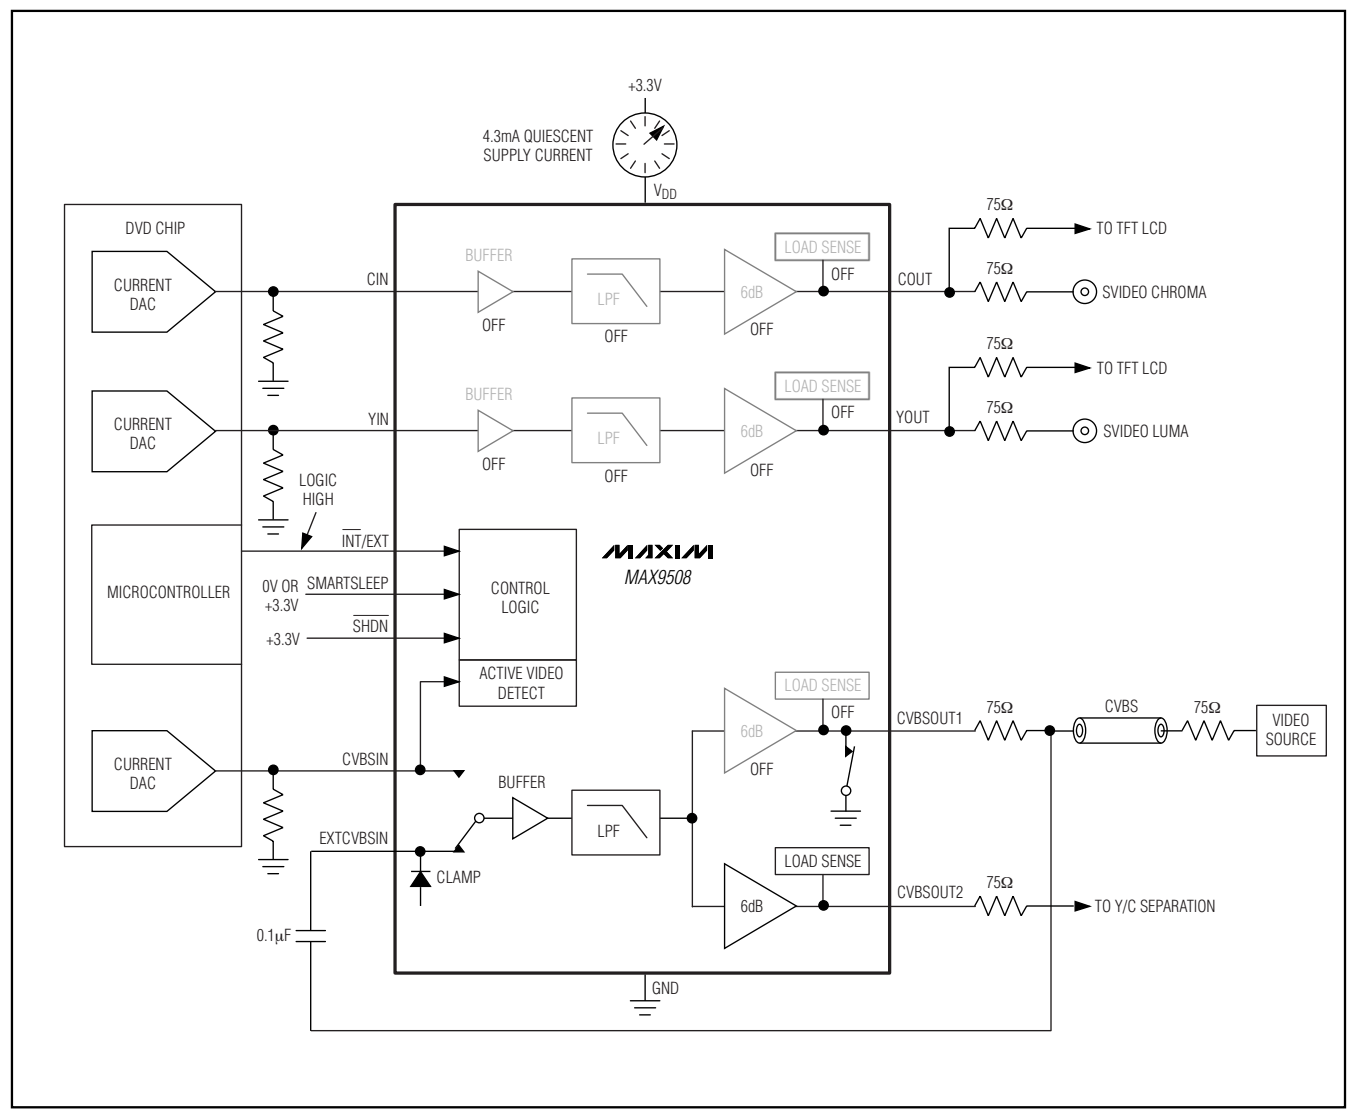 +3.3V
4.3mA QUIESCENT
SUPPLY CURRENT
VDD
DVD CHIP
CURRENT
DAC
CIN
BUFFER
OFF
LPF
OFF
6dB
OFF
LOAD SENSE
OFF
COUT
75Ω
TO TFT LCD
75Ω
SVIDEO CHROMA
CURRENT
DAC
YIN
BUFFER
OFF
LPF
OFF
6dB
OFF
LOAD SENSE
OFF
YOUT
75Ω
TO TFT LCD
75Ω
SVIDEO LUMA
LOGIC
HIGH
MICROCONTROLLER
I̅N̅T̅/EXT
0V OR
+3.3V
SMARTSLEEP
+3.3V
S̅H̅D̅N̅
CONTROL
LOGIC
ACTIVE VIDEO
DETECT
MAXIM
MAX9508
CURRENT
DAC
CVBSIN
EXTCVBSIN
CLAMP
0.1µF
BUFFER
LPF
6dB
OFF
LOAD SENSE
OFF
CVBSOUT1
75Ω
CVBS
75Ω
VIDEO
SOURCE
6dB
LOAD SENSE
CVBSOUT2
75Ω
TO Y/C SEPARATION
GND